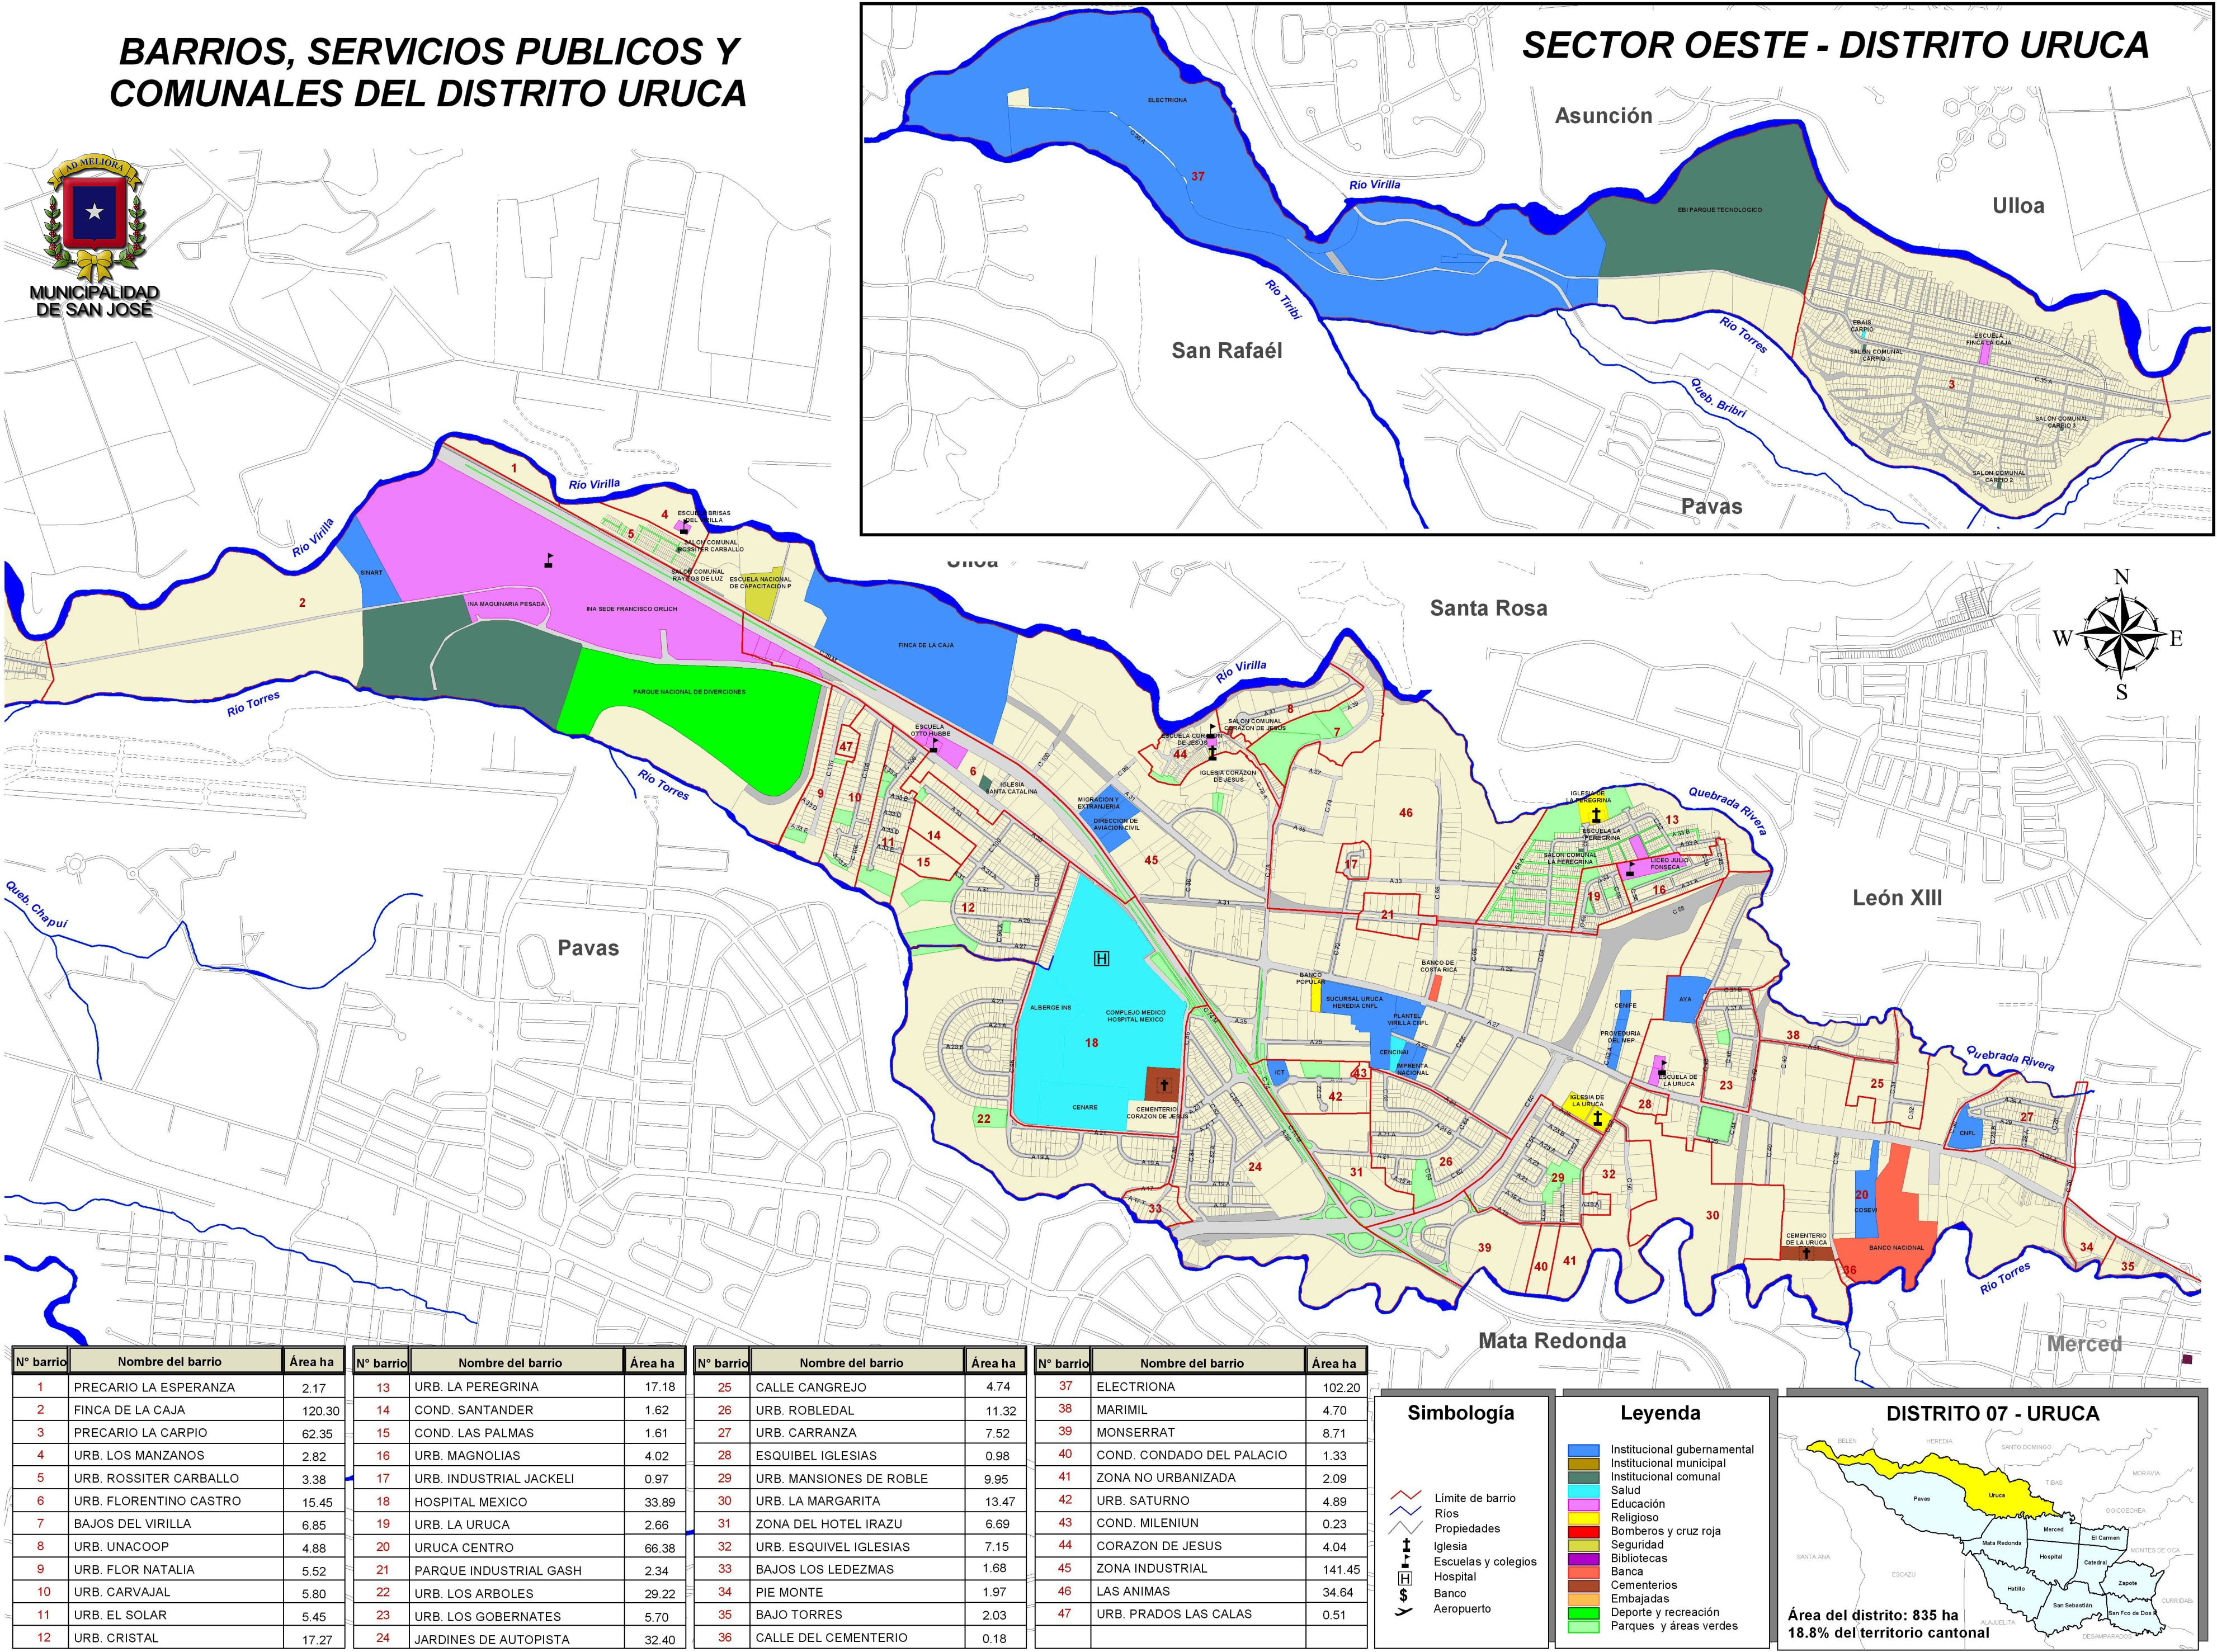 BARRIOS, SERVICIOS PUBLICOS Y
COMUNALES DEL DISTRITO URUCA
AD MELIORA
MUNICIPALIDAD
DE SAN JOSÉ
SECTOR OESTE - DISTRITO URUCA
Asunción
Ulloa
San Rafaél
Pavas
ELECTRIONA
37
Río Virilla
Río Tiribí
EBI PARQUE TECNOLOGICO
Río Torres
Queb. Bribri
EBAIS
CARPIO
SALON COMUNAL
CARPIO 1
ESCUELA
FINCA LA CAJA
3
SALON COMUNAL
CARPIO 3
SALON COMUNAL
CARPIO 2
Ulloa
Santa Rosa
León XIII
Pavas
Mata Redonda
Merced
N
W
E
S
1
Río Virilla
4
ESCUELA BRISAS
DEL VIRILLA
5
SALON COMUNAL
ROSSITER CARBALLO
SALON COMUNAL
RAYITOS DE LUZ
ESCUELA NACIONAL
DE CAPACITACION P
Río Virilla
SINART
2
INA MAQUINARIA PESADA
INA SEDE FRANCISCO ORLICH
FINCA DE LA CAJA
PARQUE NACIONAL DE DIVERCIONES
Río Torres
Río Torres
Queb. Chapuí
ESCUELA
OTTO HUBBE
47
6
IGLESIA
SANTA CATALINA
9
10
11
14
15
12
MIGRACION Y
EXTRANJERIA
DIRECCION DE
AVIACION CIVIL
45
Río Virilla
8
SALON COMUNAL
CORAZON DE JESUS
ESCUELA CORAZON
DE JESUS
44
7
IGLESIA CORAZON
DE JESUS
46
17
21
IGLESIA DE
LA PEREGRINA
Quebrada Rivera
13
ESCUELA LA
PEREGRINA
SALON COMUNAL
LA PEREGRINA
LICEO JULIO
FONSECA
16
19
H
ALBERGE INS
COMPLEJO MEDICO
HOSPITAL MEXICO
18
CENARE
CEMENTERIO
CORAZON DE JESUS
22
24
33
BANCO
POPULAR
BANCO DE
COSTA RICA
SUCURSAL URUCA
HEREDIA CNFL
PLANTEL
VIRILLA CNFL
CENCINAI
IMPRENTA
NACIONAL
ICT
43
42
31
26
CENIFE
PROVEDURIA
DEL MEP
AYA
ESCUELA DE
LA URUCA
IGLESIA DE
LA URUCA
28
23
38
25
Quebrada Rivera
27
CNFL
29
32
30
20
COSEVI
CEMENTERIO
DE LA URUCA
BANCO NACIONAL
36
39
40
41
34
35
Río Torres
N° barrio Nombre del barrio Área ha
1 PRECARIO LA ESPERANZA 2.17
2 FINCA DE LA CAJA 120.30
3 PRECARIO LA CARPIO 62.35
4 URB. LOS MANZANOS 2.82
5 URB. ROSSITER CARBALLO 3.38
6 URB. FLORENTINO CASTRO 15.45
7 BAJOS DEL VIRILLA 6.85
8 URB. UNACOOP 4.88
9 URB. FLOR NATALIA 5.52
10 URB. CARVAJAL 5.80
11 URB. EL SOLAR 5.45
12 URB. CRISTAL 17.27
N° barrio Nombre del barrio Área ha
13 URB. LA PEREGRINA 17.18
14 COND. SANTANDER 1.62
15 COND. LAS PALMAS 1.61
16 URB. MAGNOLIAS 4.02
17 URB. INDUSTRIAL JACKELI 0.97
18 HOSPITAL MEXICO 33.89
19 URB. LA URUCA 2.66
20 URUCA CENTRO 66.38
21 PARQUE INDUSTRIAL GASH 2.34
22 URB. LOS ARBOLES 29.22
23 URB. LOS GOBERNATES 5.70
24 JARDINES DE AUTOPISTA 32.40
N° barrio Nombre del barrio Área ha
25 CALLE CANGREJO 4.74
26 URB. ROBLEDAL 11.32
27 URB. CARRANZA 7.52
28 ESQUIBEL IGLESIAS 0.98
29 URB. MANSIONES DE ROBLE 9.95
30 URB. LA MARGARITA 13.47
31 ZONA DEL HOTEL IRAZU 6.69
32 URB. ESQUIVEL IGLESIAS 7.15
33 BAJOS LOS LEDEZMAS 1.68
34 PIE MONTE 1.97
35 BAJO TORRES 2.03
36 CALLE DEL CEMENTERIO 0.18
N° barrio Nombre del barrio Área ha
37 ELECTRIONA 102.20
38 MARIMIL 4.70
39 MONSERRAT 8.71
40 COND. CONDADO DEL PALACIO 1.33
41 ZONA NO URBANIZADA 2.09
42 URB. SATURNO 4.89
43 COND. MILENIUN 0.23
44 CORAZON DE JESUS 4.04
45 ZONA INDUSTRIAL 141.45
46 LAS ANIMAS 34.64
47 URB. PRADOS LAS CALAS 0.51
Simbología
Límite de barrio
Ríos
Propiedades
Iglesia
Escuelas y colegios
H Hospital
$ Banco
Aeropuerto
Leyenda
Institucional gubernamental
Institucional municipal
Institucional comunal
Salud
Educación
Religioso
Bomberos y cruz roja
Seguridad
Bibliotecas
Banca
Cementerios
Embajadas
Deporte y recreación
Parques y áreas verdes
DISTRITO 07 - URUCA
BELEN
HEREDIA
SANTO DOMINGO
TIBAS
MORAVIA
GOICOECHEA
MONTES DE OCA
SANTA ANA
ESCAZU
ALAJUELITA
DESAMPARADOS
CURRIDAB
Pavas
Uruca
Merced
El Carmen
Mata Redonda
Hospital
Catedral
Zapote
Hatillo
San Sebastián
San Fco de Dos R
Área del distrito: 835 ha
18.8% del territorio cantonal